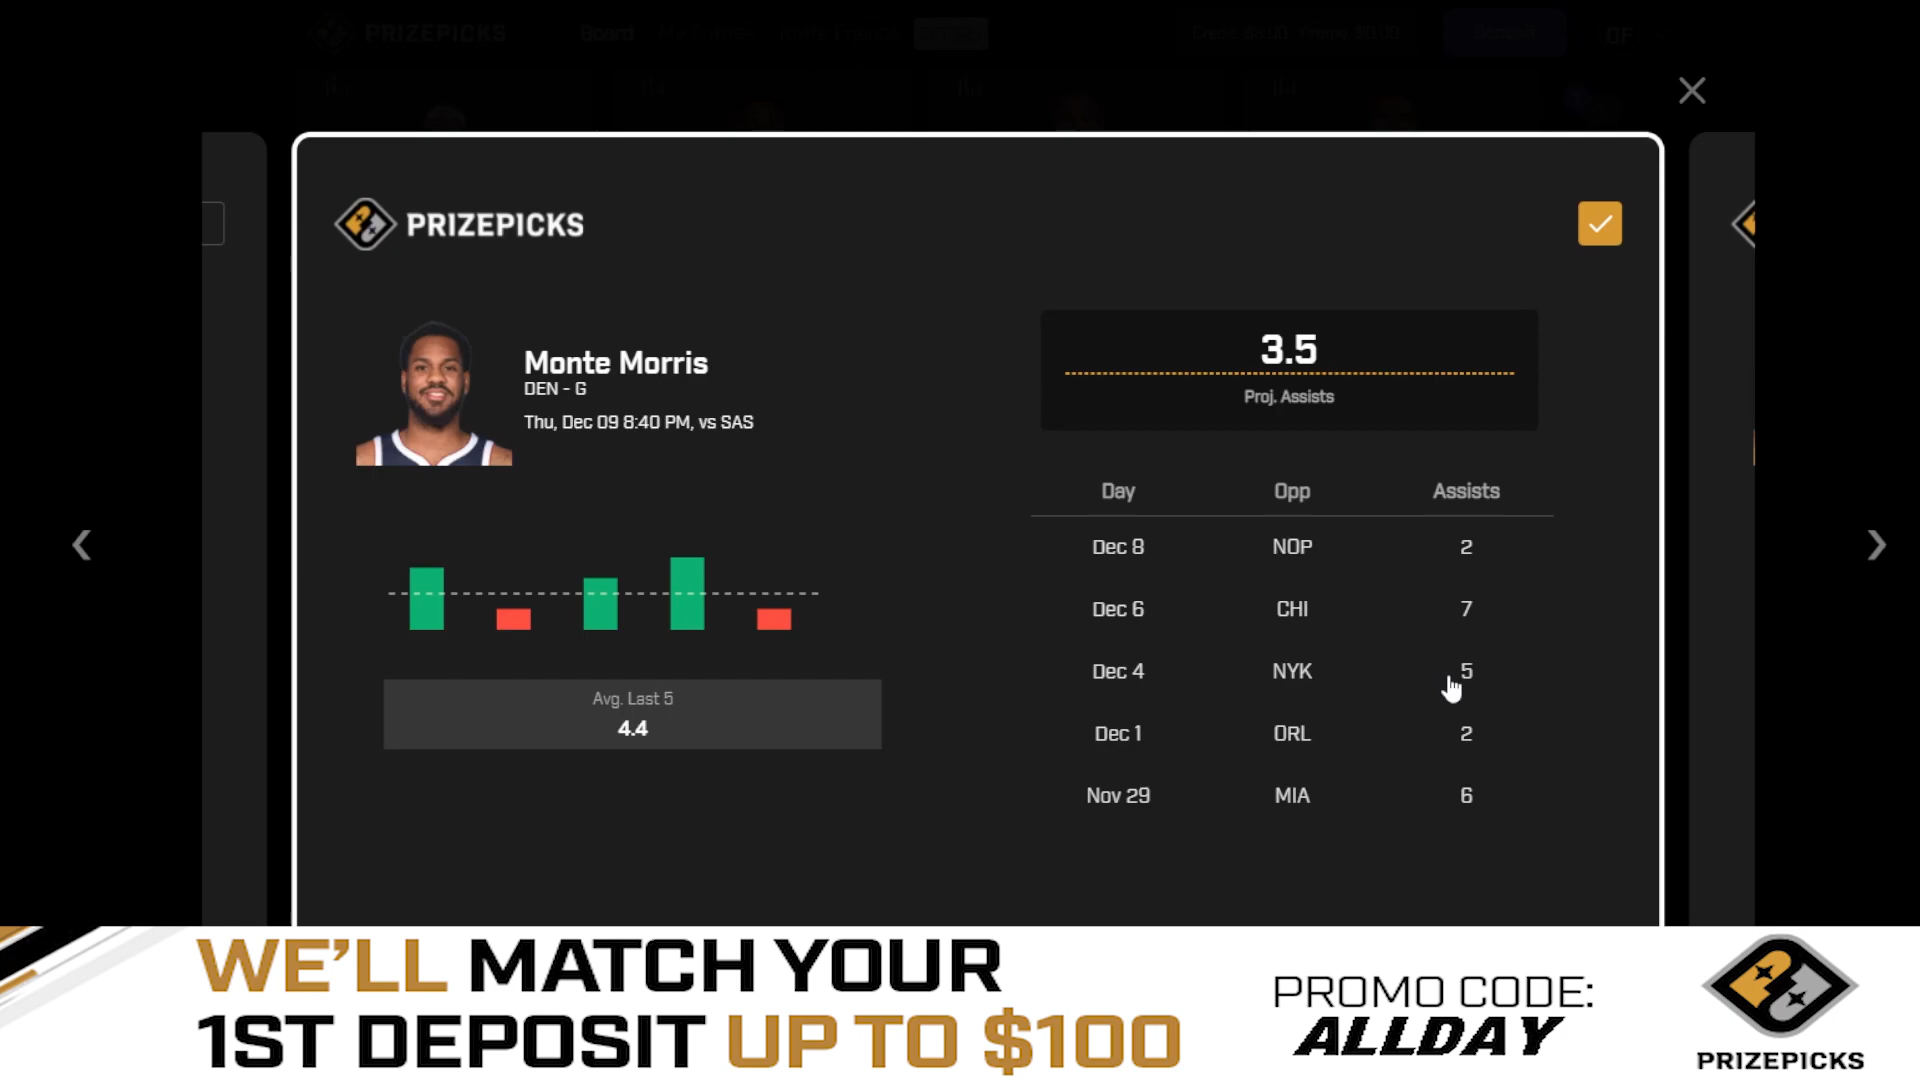 PRIZEPICKS
Board
PRIZEPICKS
Monte Morris
DEN - G
Thu, Dec 09 8:40 PM, vs SAS
3.5
Proj. Assists
Day Opp Assists
Dec 8 NOP 2
Dec 6 CHI 7
Dec 4 NYK 5
Dec 1 ORL 2
Nov 29 MIA 6
Avg. Last 5
4.4
WE'LL MATCH YOUR
1ST DEPOSIT UP TO $100
PROMO CODE:
ALLDAY
PRIZEPICKS